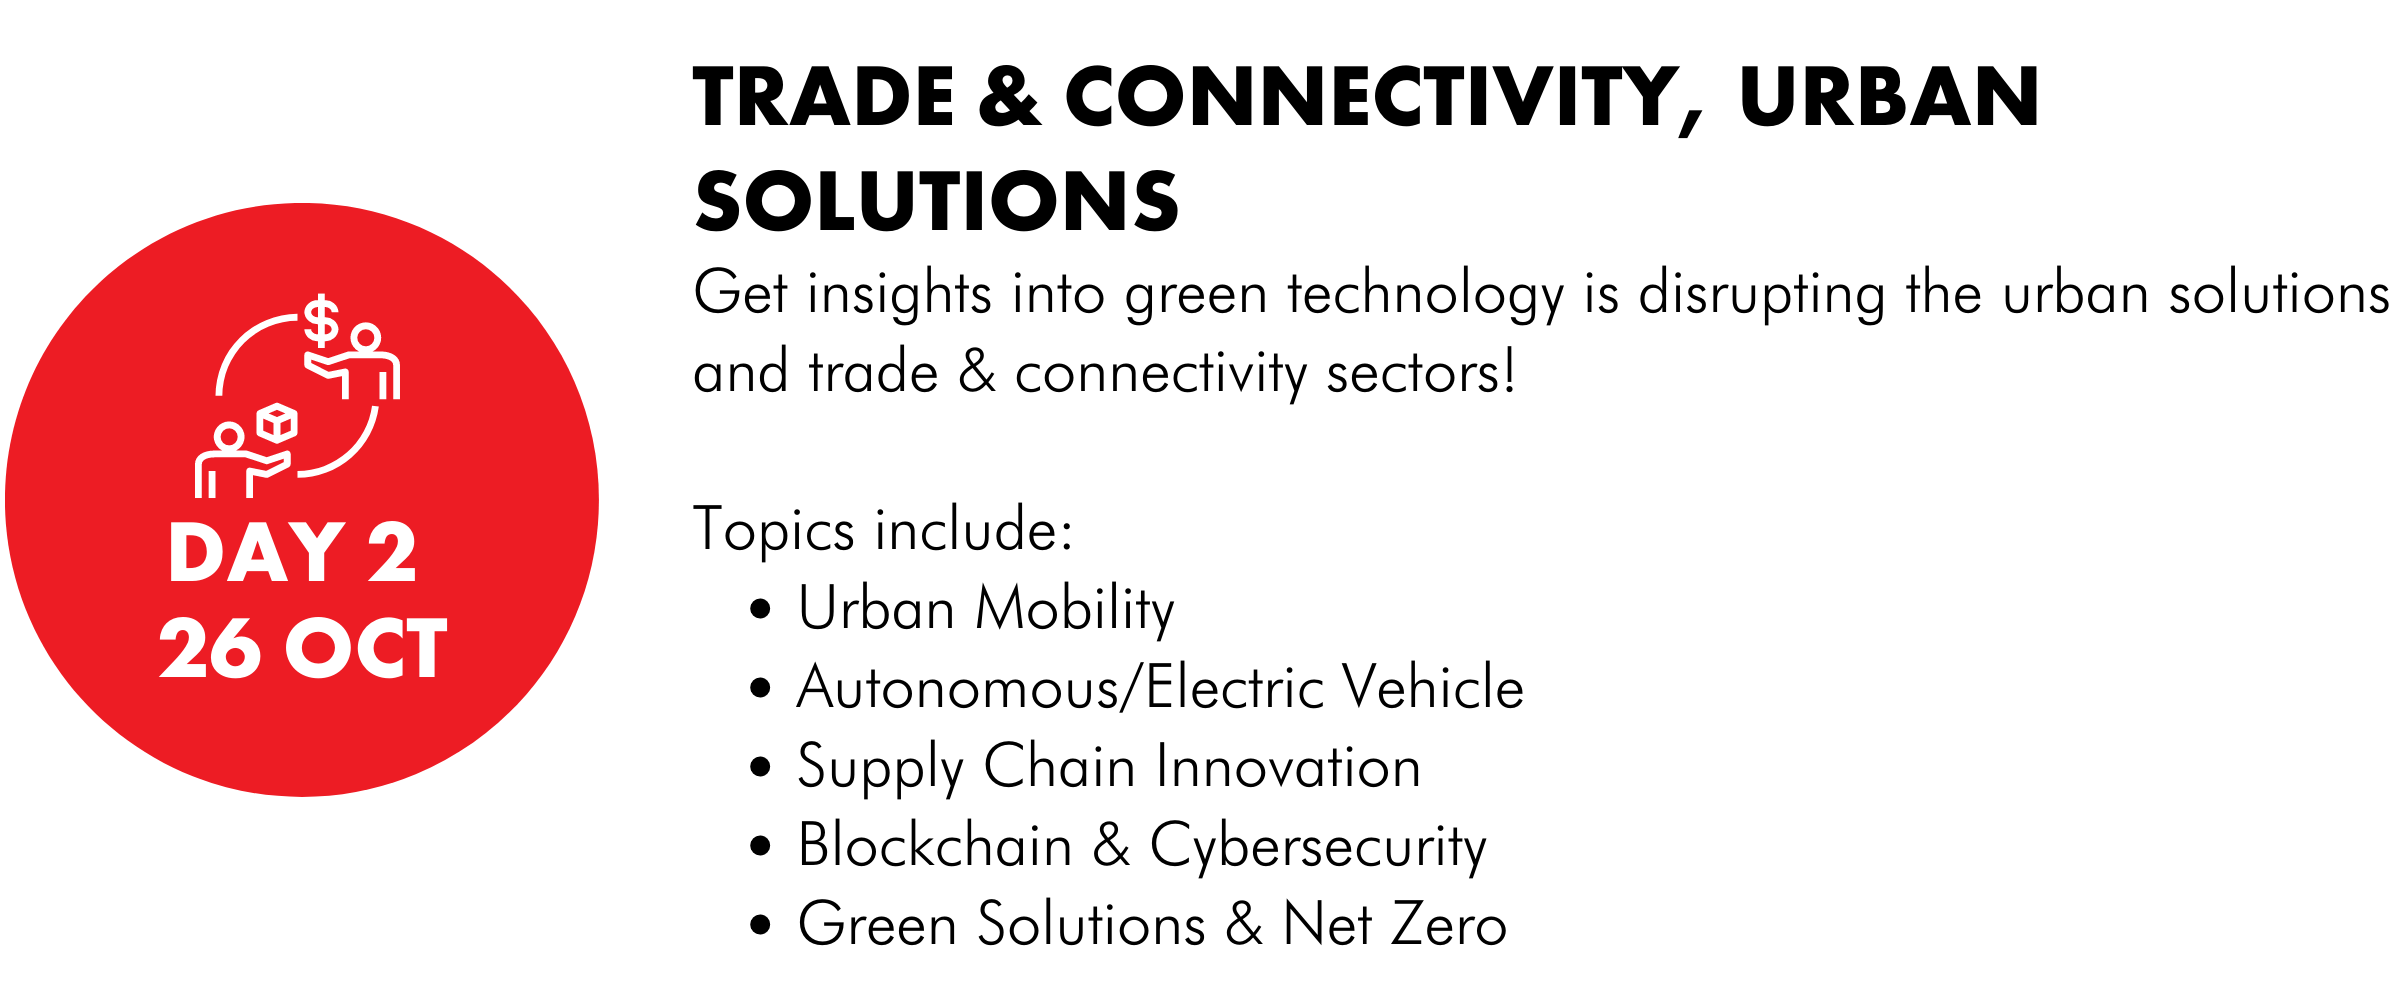 DAY 2
26 OCT
TRADE & CONNECTIVITY, URBAN
SOLUTIONS
Get insights into green technology is disrupting the urban solutions
and trade & connectivity sectors!
Topics include:
• Urban Mobility
• Autonomous/Electric Vehicle
• Supply Chain Innovation
• Blockchain & Cybersecurity
• Green Solutions & Net Zero